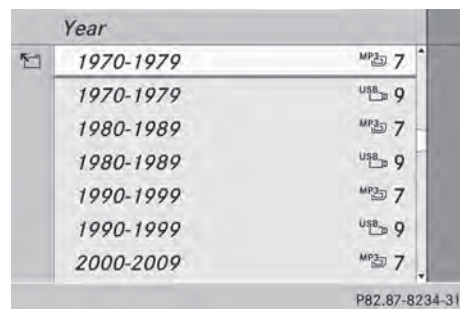 Year
1970-1979 MP3 7
1970-1979 USB 9
1980-1989 MP3 7
1980-1989 USB 9
1990-1999 MP3 7
1990-1999 USB 9
2000-2009 MP3 7
P82.87-8234-31